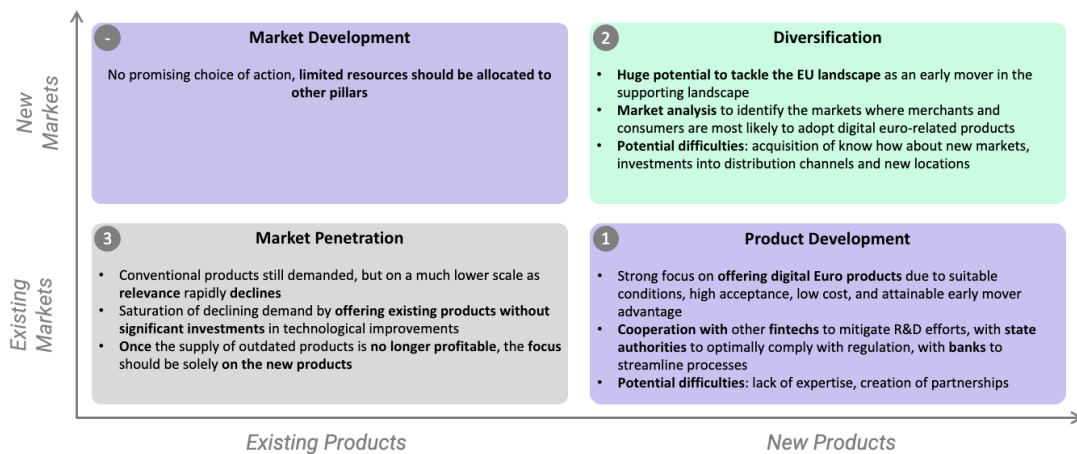 New
Markets
-
Market Development
No promising choice of action, limited resources should be allocated to
other pillars
2
Diversification
• Huge potential to tackle the EU landscape as an early mover in the
supporting landscape
• Market analysis to identify the markets where merchants and
consumers are most likely to adopt digital euro-related products
• Potential difficulties: acquisition of know how about new markets,
investments into distribution channels and new locations
Existing
Markets
3
Market Penetration
• Conventional products still demanded, but on a much lower scale as
relevance rapidly declines
• Saturation of declining demand by offering existing products without
significant investments in technological improvements
• Once the supply of outdated products is no longer profitable, the focus
should be solely on the new products
1
Product Development
• Strong focus on offering digital Euro products due to suitable
conditions, high acceptance, low cost, and attainable early mover
advantage
• Cooperation with other fintechs to mitigate R&D efforts, with state
authorities to optimally comply with regulation, with banks to
streamline processes
• Potential difficulties: lack of expertise, creation of partnerships
Existing Products
New Products